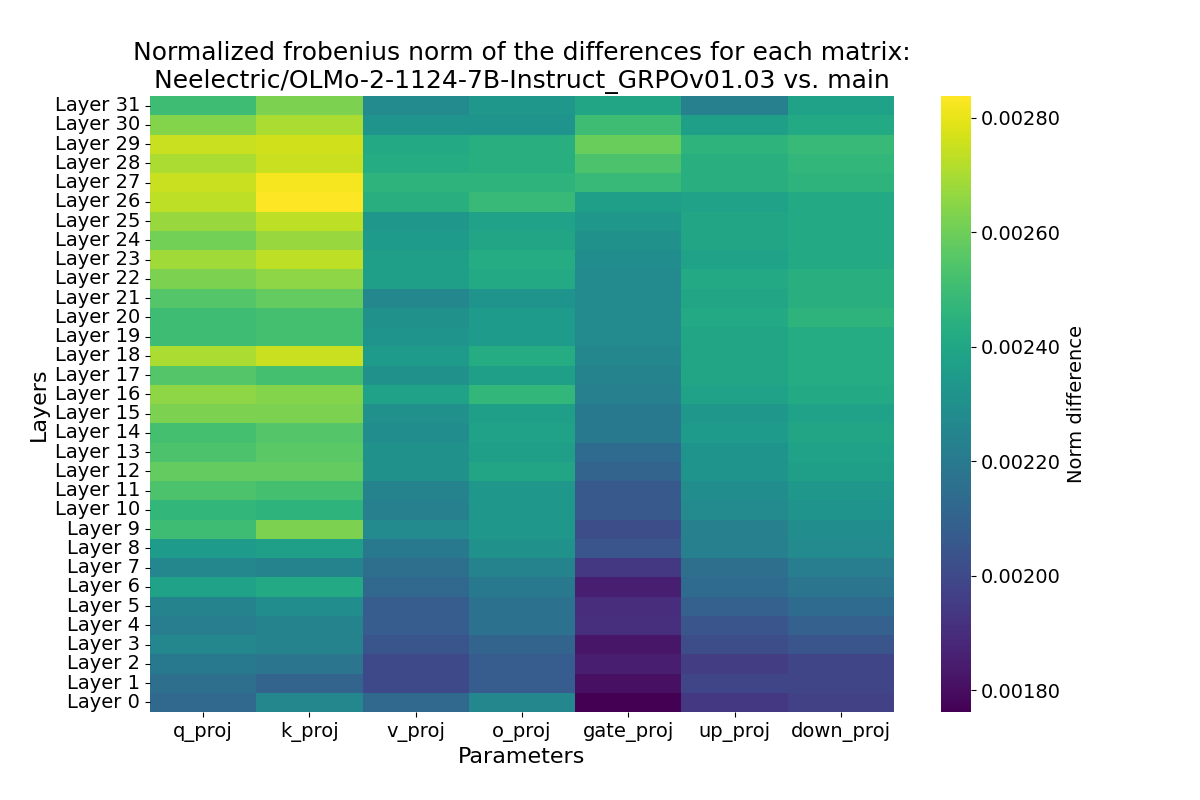 Normalized frobenius norm of the differences for each matrix:
Neelectric/OLMo-2-1124-7B-Instruct_GRPOv01.03 vs. main
Layer 31
Layer 30
Layer 29
Layer 28
Layer 27
Layer 26
Layer 25
Layer 24
Layer 23
Layer 22
Layer 21
Layer 20
Layer 19
Layer 18
Layer 17
Layer 16
Layer 15
Layer 14
Layer 13
Layer 12
Layer 11
Layer 10
Layer 9
Layer 8
Layer 7
Layer 6
Layer 5
Layer 4
Layer 3
Layer 2
Layer 1
Layer 0
Layers
q_proj k_proj v_proj o_proj gate_proj up_proj down_proj
Parameters
0.00280
0.00260
0.00240
0.00220
0.00200
0.00180
Norm difference